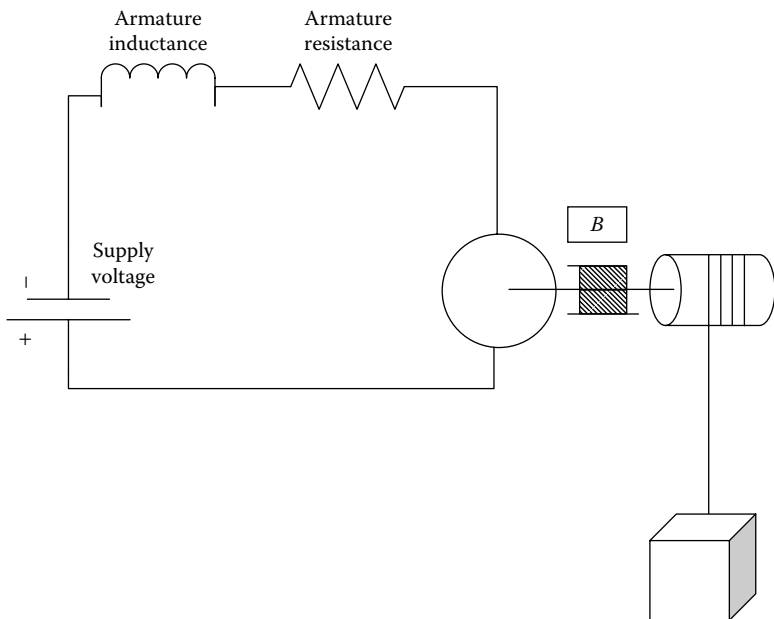 Armature
inductance
Armature
resistance
B
Supply
voltage
–
+